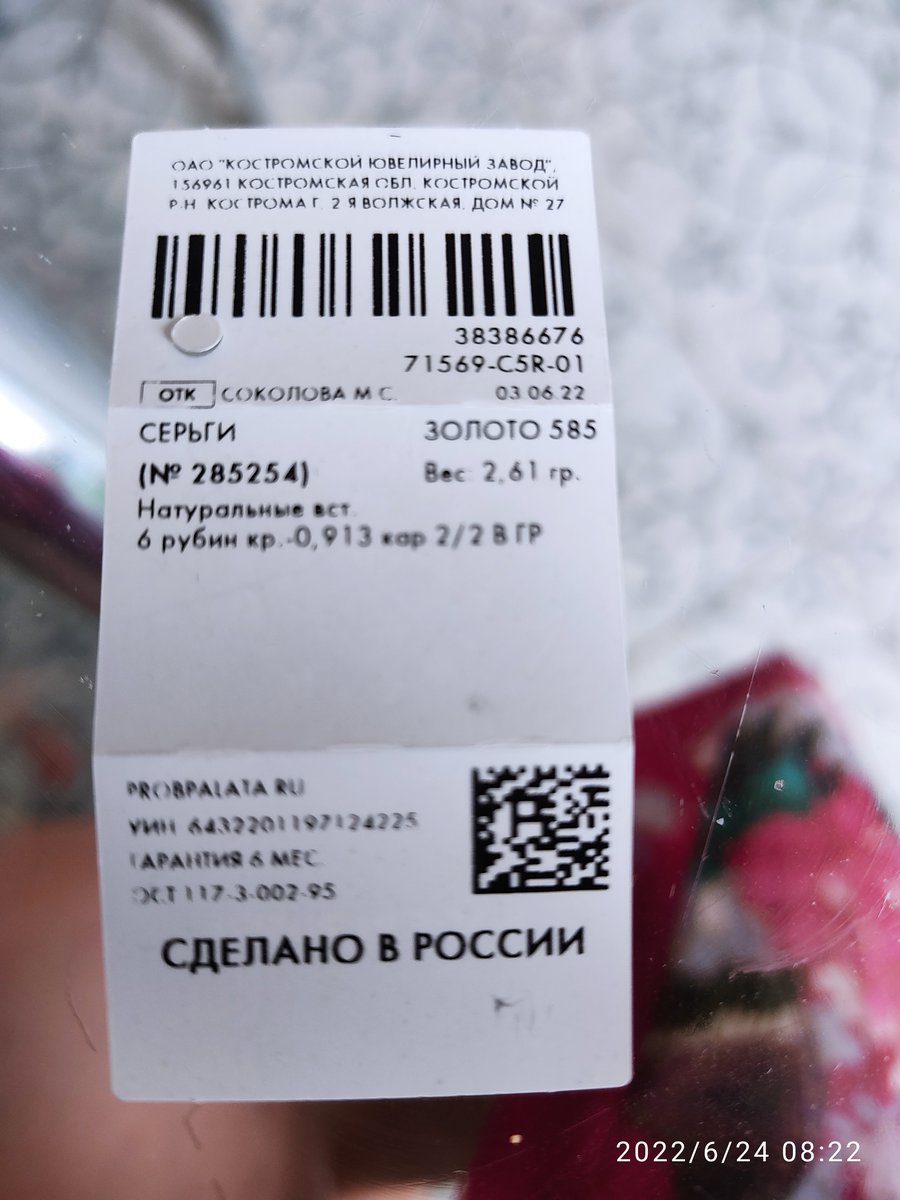 ОАО "КОСТРОМСКОЙ ЮВЕЛИРНЫЙ ЗАВОД",
156961 КОСТРОМСКАЯ ОБЛ. КОСТРОМСКОЙ
Р-Н КОСТРОМА Г. 2 Я ВОЛЖСКАЯ, ДОМ № 27
38386676
71569-C5R-01
ОТК СОКОЛОВА М С. 03 06.22
СЕРЬГИ ЗОЛОТО 585
(№ 285254) Вес: 2,61 гр.
Натуральные вст.
6 рубин кр.-0,913 кар 2/2 В ГР
PROBPALATA RU
УИН 6432201197124225
ГАРАНТИЯ 6 МЕС.
ОСТ 117-3-002-95
СДЕЛАНО В РОССИИ
2022/6/24 08:22